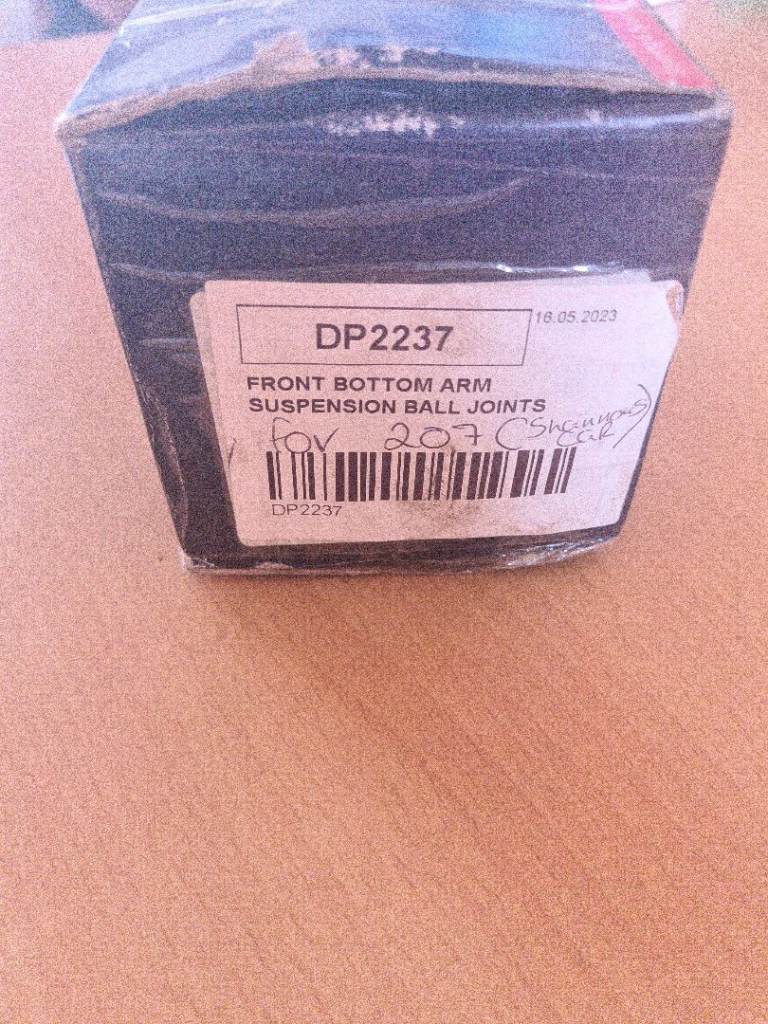 DP2237
16.05.2023
FRONT BOTTOM ARM
SUSPENSION BALL JOINTS
for 207 (Shannons
car)
DP2237